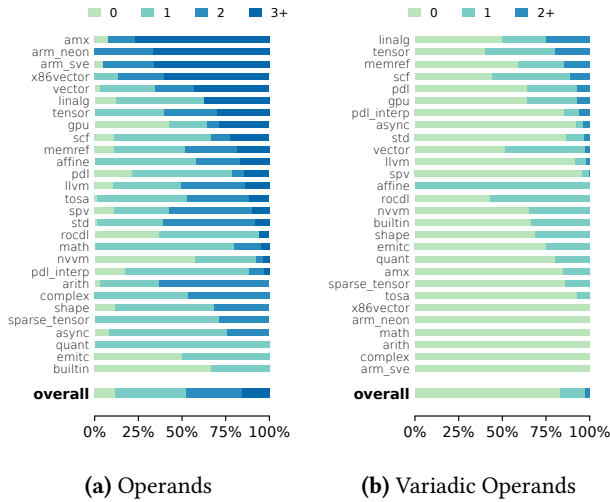 0 1 2 3+
amx
arm_neon
arm_sve
x86vector
vector
linalg
tensor
gpu
scf
memref
affine
pdl
llvm
tosa
spv
std
rocdl
math
nvvm
pdl_interp
arith
complex
shape
sparse_tensor
async
quant
emitc
builtin
overall
0% 25% 50% 75% 100%
(a) Operands
0 1 2+
linalg
tensor
memref
scf
pdl
gpu
pdl_interp
async
std
vector
llvm
spv
affine
rocdl
nvvm
builtin
shape
emitc
quant
amx
sparse_tensor
tosa
x86vector
arm_neon
math
arith
complex
arm_sve
overall
0% 25% 50% 75% 100%
(b) Variadic Operands